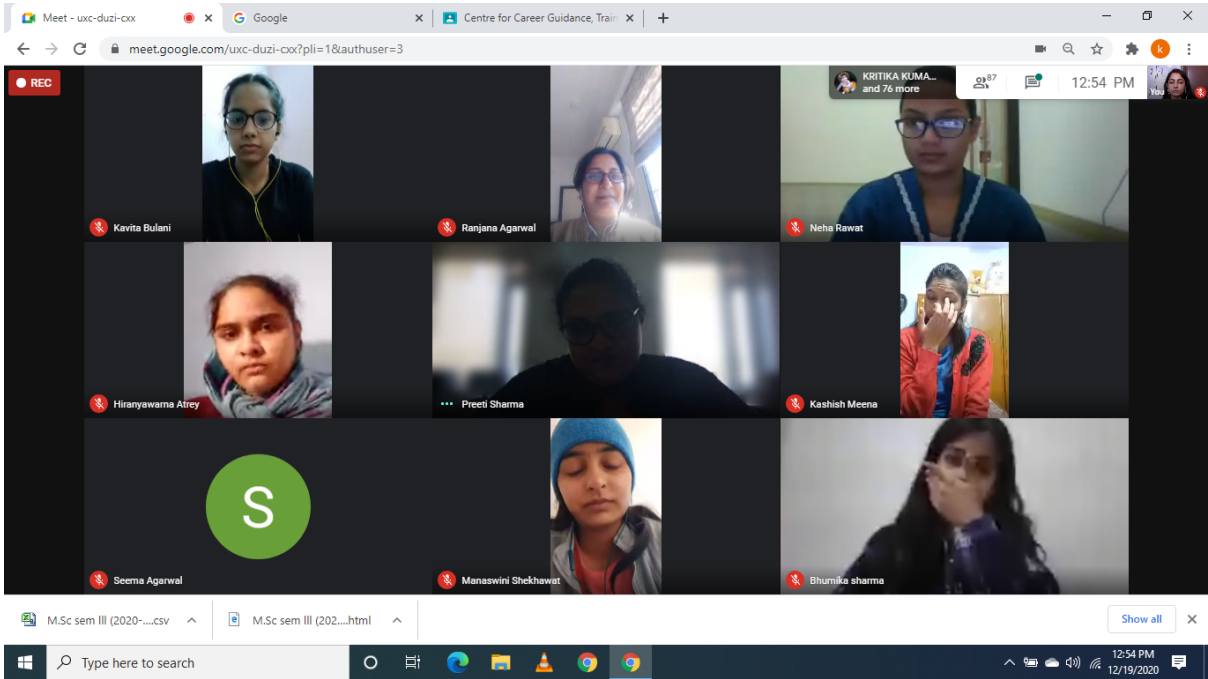 Meet - uxc-duzi-cxx
Google
Centre for Career Guidance, Train
meet.google.com/uxc-duzi-cxx?pli=1&authuser=3
k
REC
KRITIKA KUMA...
and 76 more
87
12:54 PM
You
Kavita Bulani
Ranjana Agarwal
Neha Rawat
Hiranyawarna Atrey
Preeti Sharma
Kashish Meena
S
Seema Agarwal
Manaswini Shekhawat
Bhumika sharma
M.Sc sem III (2020-....csv
M.Sc sem III (202....html
Show all
Type here to search
12:54 PM
12/19/2020